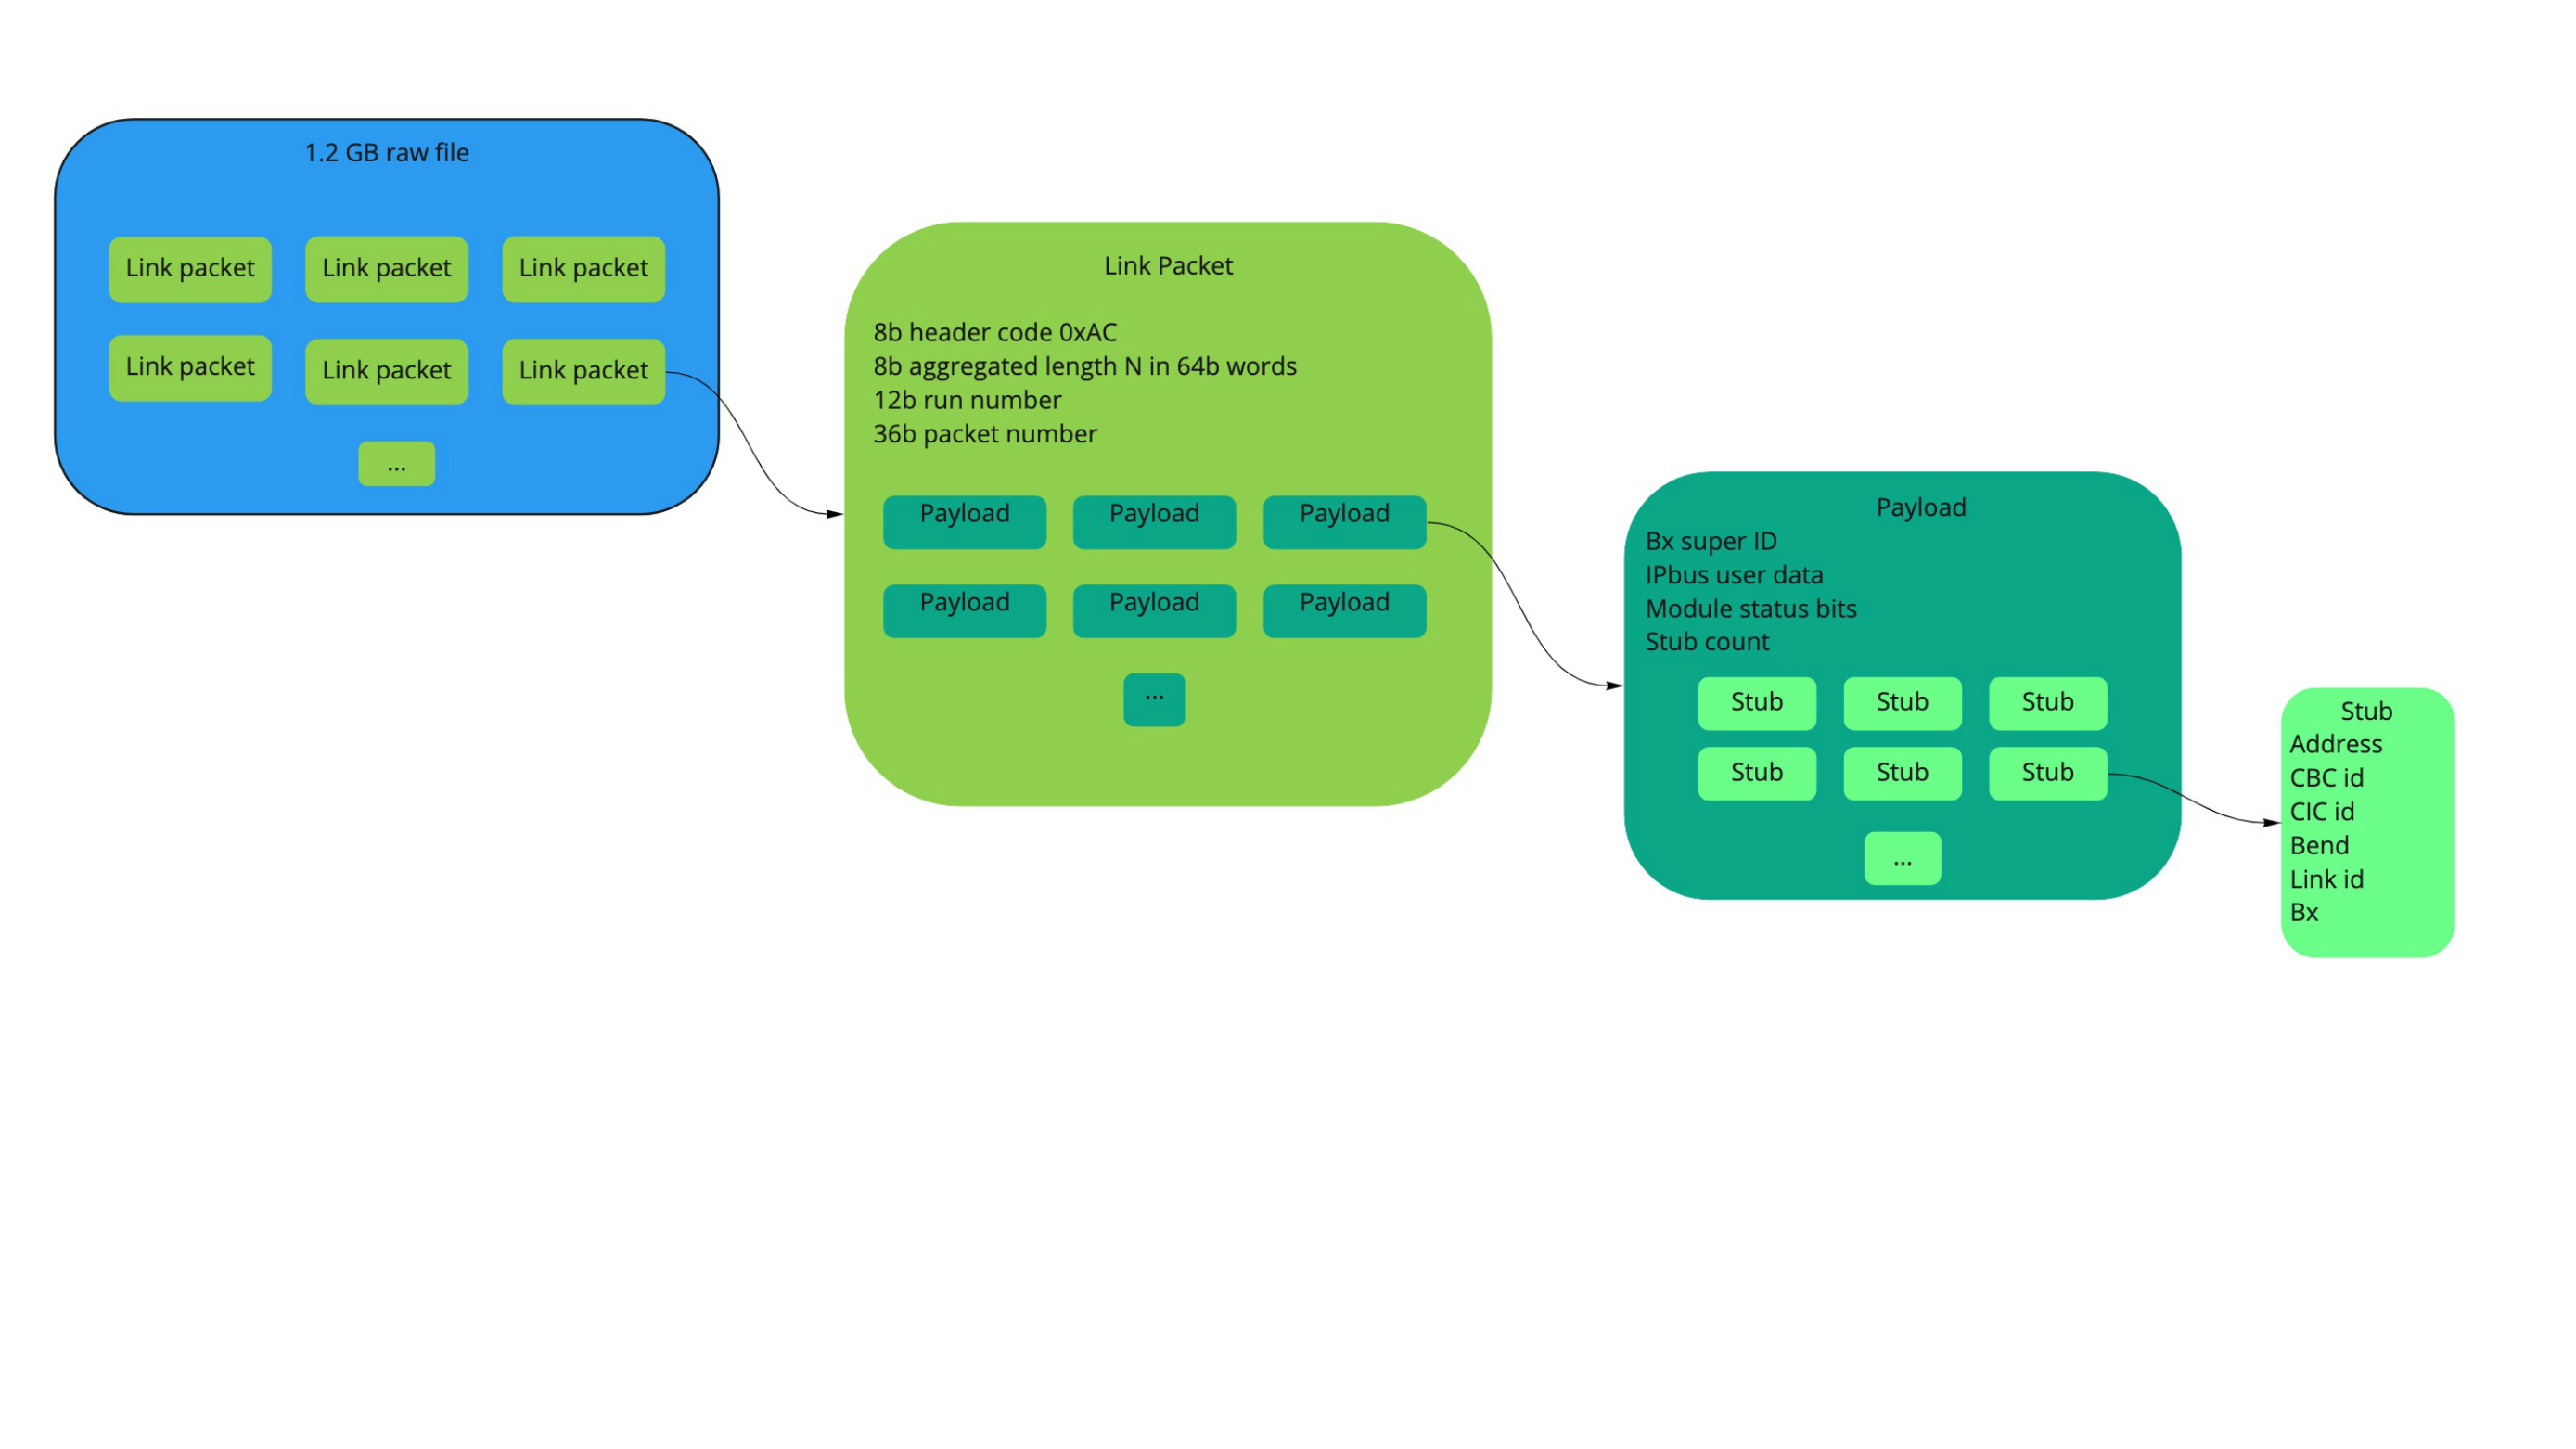 1.2 GB raw file
Link packet Link packet Link packet
Link packet Link packet Link packet
...
Link Packet
8b header code 0xAC
8b aggregated length N in 64b words
12b run number
36b packet number
Payload Payload Payload
Payload Payload Payload
...
Payload
Bx super ID
IPbus user data
Module status bits
Stub count
Stub Stub Stub
Stub Stub Stub
...
Stub
Address
CBC id
CIC id
Bend
Link id
Bx